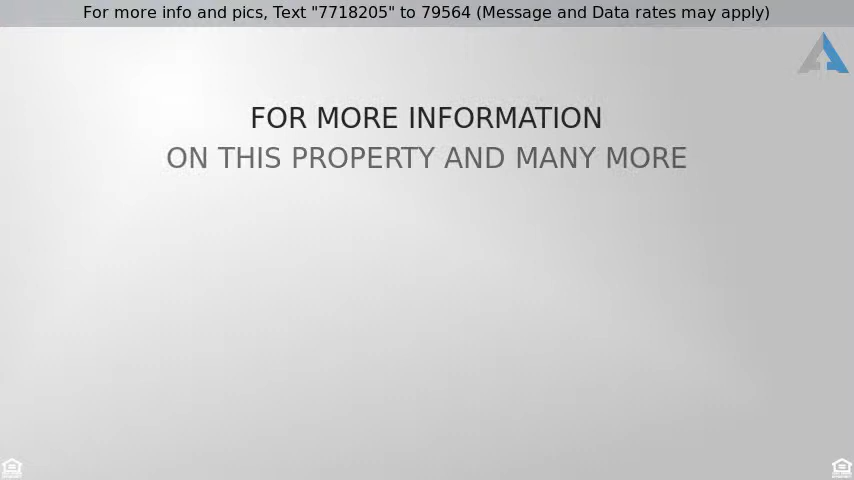 For more info and pics, Text "7718205" to 79564 (Message and Data rates may apply)
FOR MORE INFORMATION
ON THIS PROPERTY AND MANY MORE